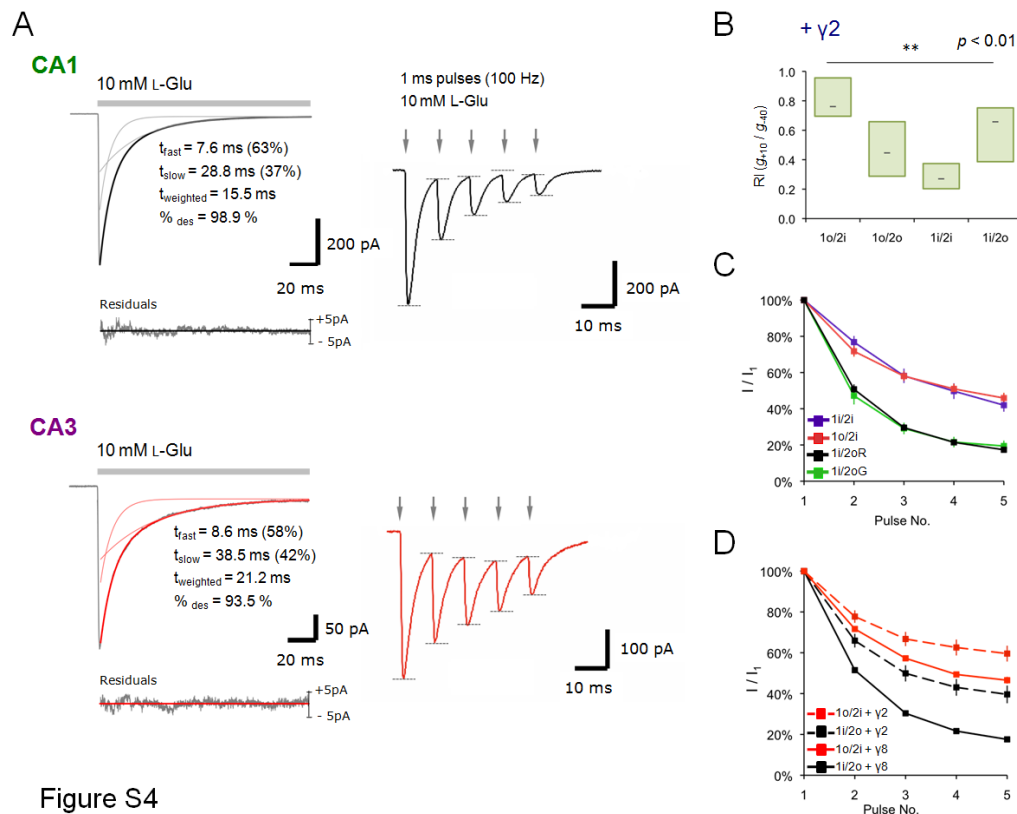 A
CA1
10 mM L-Glu
tfast = 7.6 ms (63%)
tslow = 28.8 ms (37%)
tweighted = 15.5 ms
% des = 98.9 %
200 pA
20 ms
Residuals
+5pA
- 5pA
1 ms pulses (100 Hz)
10 mM L-Glu
200 pA
10 ms
CA3
10 mM L-Glu
tfast = 8.6 ms (58%)
tslow = 38.5 ms (42%)
tweighted = 21.2 ms
% des = 93.5 %
50 pA
20 ms
Residuals
+5pA
- 5pA
100 pA
10 ms
B
+ γ2
**
p < 0.01
RI (g+10 / g-40)
1.0
0.8
0.6
0.4
0.2
0.0
1o/2i 1o/2o 1i/2i 1i/2o
C
I / I1
100%
80%
60%
40%
20%
0%
1i/2i
1o/2i
1i/2oR
1i/2oG
1 2 3 4 5
Pulse No.
D
I / I1
100%
80%
60%
40%
20%
0%
1o/2i + γ2
1i/2o + γ2
1o/2i + γ8
1i/2o + γ8
1 2 3 4 5
Pulse No.
Figure S4